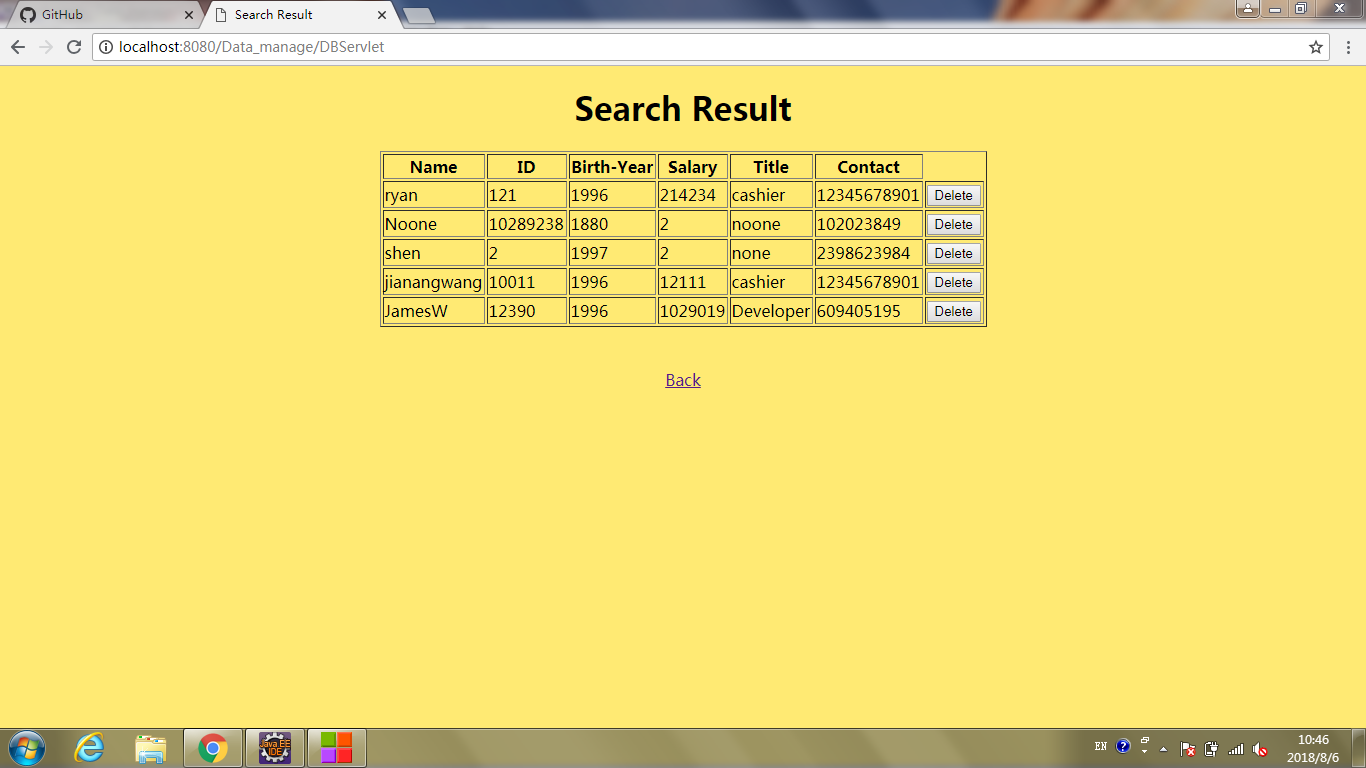 GitHub
Search Result
localhost:8080/Data_manage/DBServlet
Search Result
Name ID Birth-Year Salary Title Contact
ryan 121 1996 214234 cashier 12345678901 Delete
Noone 10289238 1880 2 noone 102023849 Delete
shen 2 1997 2 none 2398623984 Delete
jianangwang 10011 1996 12111 cashier 12345678901 Delete
JamesW 12390 1996 1029019 Developer 609405195 Delete
Back
Java EE
IDE
EN
10:46
2018/8/6